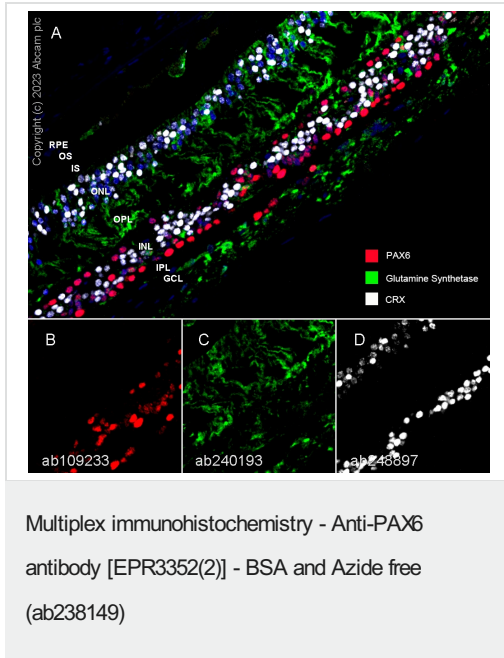 A
Copyright (c) 2023 Abcam plc
RPE
OS
IS
ONL
OPL
INL
IPL
GCL
PAX6
Glutamine Synthetase
CRX
B
C
D
ab109233
ab240193
ab248897
Multiplex immunohistochemistry - Anti-PAX6
antibody [EPR3352(2)] - BSA and Azide free
(ab238149)